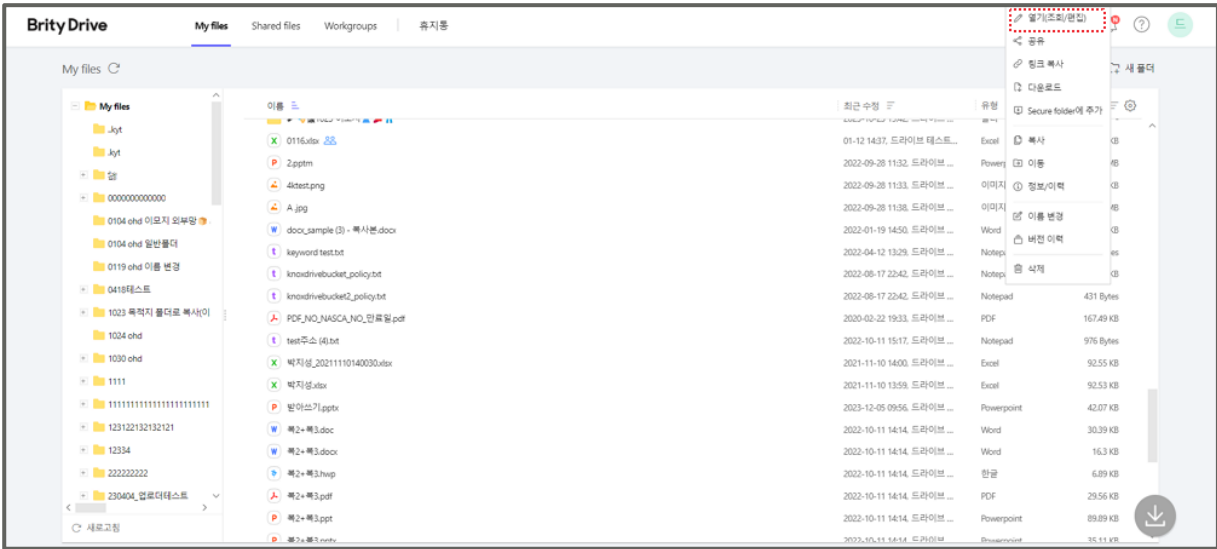 Brity Drive
My files
Shared files
Workgroups
휴지통
드
My files
새 폴더
열기(조회/편집)
공유
링크 복사
다운로드
Secure folder에 추가
복사
이동
정보/이력
이름 변경
버전 이력
삭제
My files
.kyt
.kyt
0000000000000
0104 ohd 이모지 외부망
0104 ohd 일반폴더
0119 ohd 이름 변경
0418테스트
1023 목적지 폴더로 복사(이
1024 ohd
1030 ohd
1111
123122132132121
12334
222222222
230404_업로더테스트
새로고침
이름 최근 수정 유형
0116.xlsx 01-12 14:37, 드라이브 테스트... Excel
2.pptm 2022-09-28 11:32, 드라이브 ...
4ktest.png 2022-09-28 11:33, 드라이브 ...
A.jpg 2022-09-28 11:38, 드라이브 ...
docx_sample (3) - 복사본.docx 2022-01-19 14:50, 드라이브 ... Word
keyword test.txt 2022-04-12 13:29, 드라이브 ...
knoxdrivebucket_policy.txt 2022-08-17 22:42, 드라이브 ...
knoxdrivebucket2_policy.txt 2022-08-17 22:42, 드라이브 ... Notepad 431 Bytes
PDF_NO_NASCA_NO_만료일.pdf 2020-02-22 19:33, 드라이브 ... PDF 167.49 KB
test주소 (4).txt 2022-10-11 15:17, 드라이브 ... Notepad 976 Bytes
박지성_20211110140030.xlsx 2021-11-10 14:00, 드라이브 ... Excel 92.55 KB
박지성.xlsx 2021-11-10 13:59, 드라이브 ... Excel 92.53 KB
받아쓰기.pptx 2023-12-05 09:56, 드라이브 ... Powerpoint 42.07 KB
복2+복3.doc 2022-10-11 14:14, 드라이브 ... Word 30.39 KB
복2+복3.docx 2022-10-11 14:14, 드라이브 ... Word 16.3 KB
복2+복3.hwp 2022-10-11 14:14, 드라이브 ... 한글 6.89 KB
복2+복3.pdf 2022-10-11 14:14, 드라이브 ... PDF 29.56 KB
복2+복3.ppt 2022-10-11 14:14, 드라이브 ... Powerpoint 89.89 KB